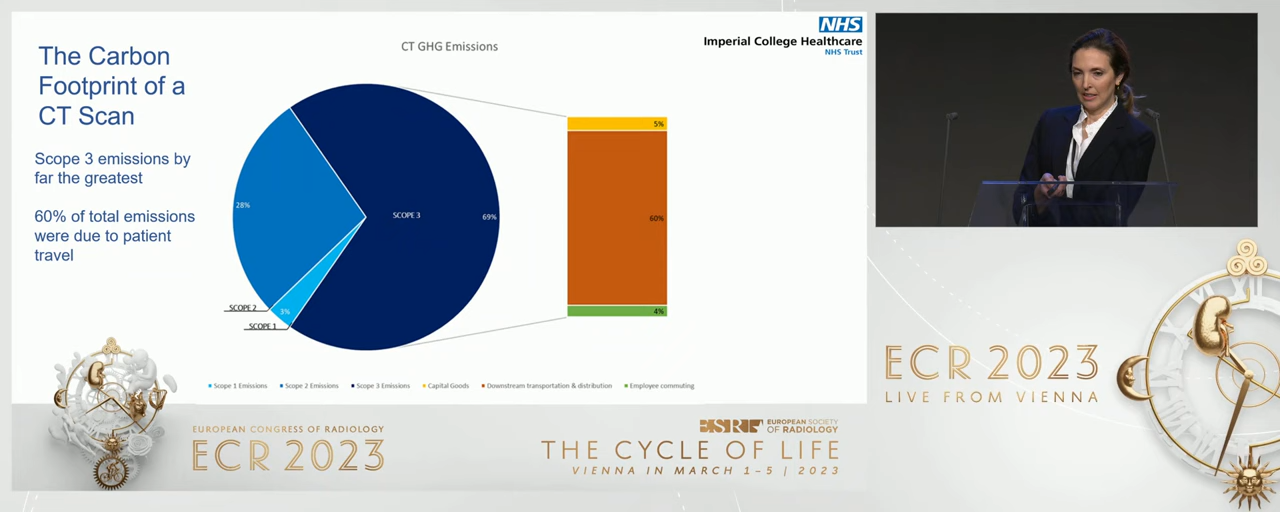 The Carbon
Footprint of a
CT Scan
Scope 3 emissions by
far the greatest
60% of total emissions
were due to patient
travel
CT GHG Emissions
NHS
Imperial College Healthcare
NHS Trust
28%
SCOPE 3
69%
SCOPE 2
3%
SCOPE 1
5%
60%
4%
Scope 1 Emissions
Scope 2 Emissions
Scope 3 Emissions
Capital Goods
Downstream transportation & distribution
Employee commuting
EUROPEAN CONGRESS OF RADIOLOGY
ECR 2023
ESR EUROPEAN SOCIETY
OF RADIOLOGY
THE CYCLE OF LIFE
VIENNA IN MARCH 1–5 | 2023
ECR 2023
LIVE FROM VIENNA